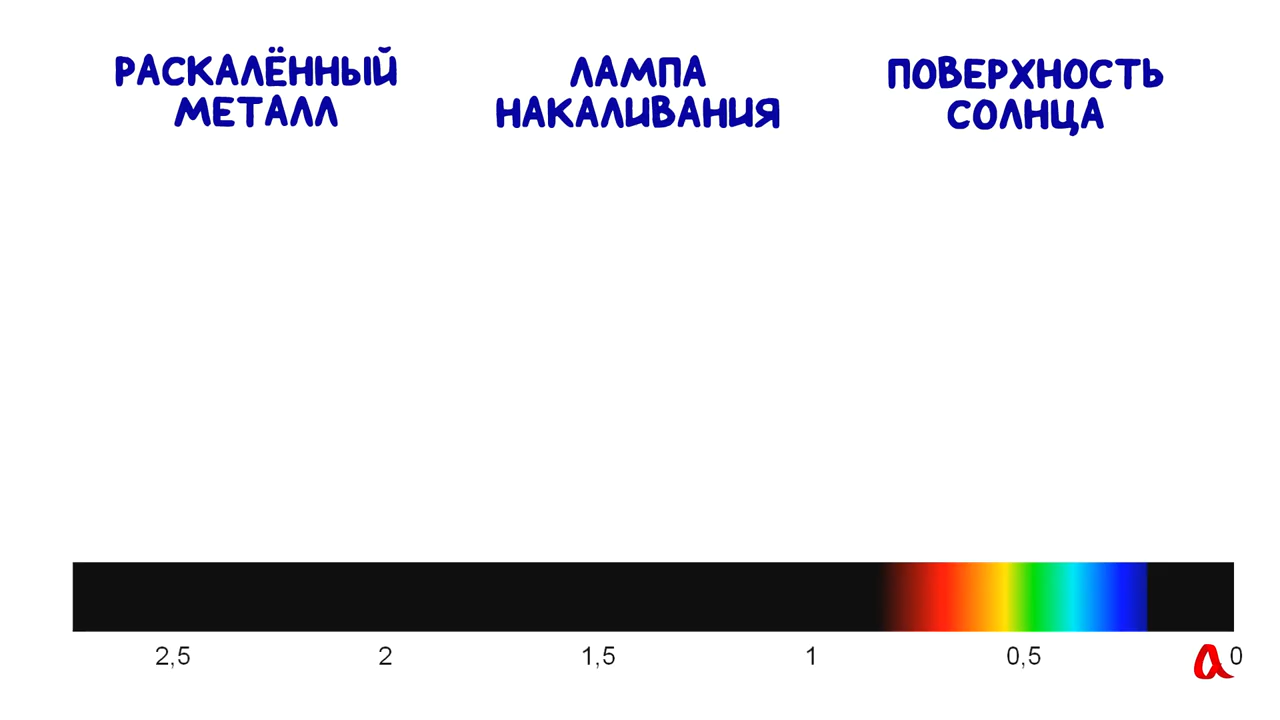 РАСКАЛЁННЫЙ
МЕТАЛЛ
ЛАМПА
НАКАЛИВАНИЯ
ПОВЕРХНОСТЬ
СОЛНЦА
2,5 2 1,5 1 0,5 а 0